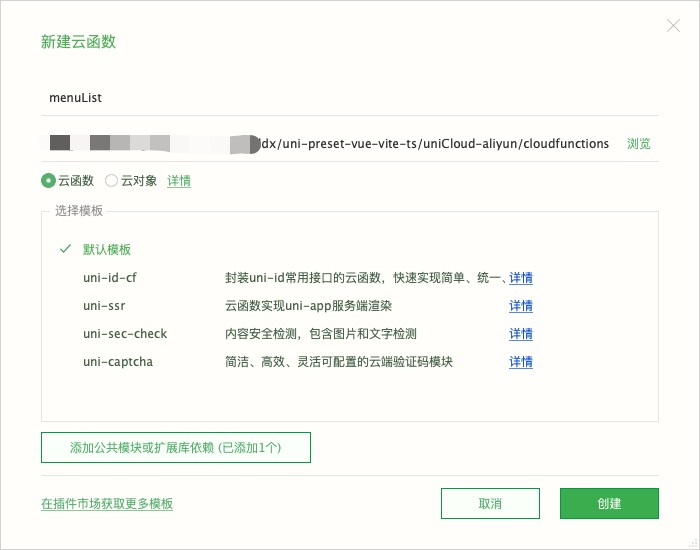 新建云函数
menuList
dx/uni-preset-vue-vite-ts/uniCloud-aliyun/cloudfunctions 浏览
云函数 云对象 详情
选择模板
默认模板
uni-id-cf 封装uni-id常用接口的云函数，快速实现简单、统一、详情
uni-ssr 云函数实现uni-app服务端渲染 详情
uni-sec-check 内容安全检测，包含图片和文字检测 详情
uni-captcha 简洁、高效、灵活可配置的云端验证码模块 详情
添加公共模块或扩展库依赖 (已添加1个)
在插件市场获取更多模板 取消 创建